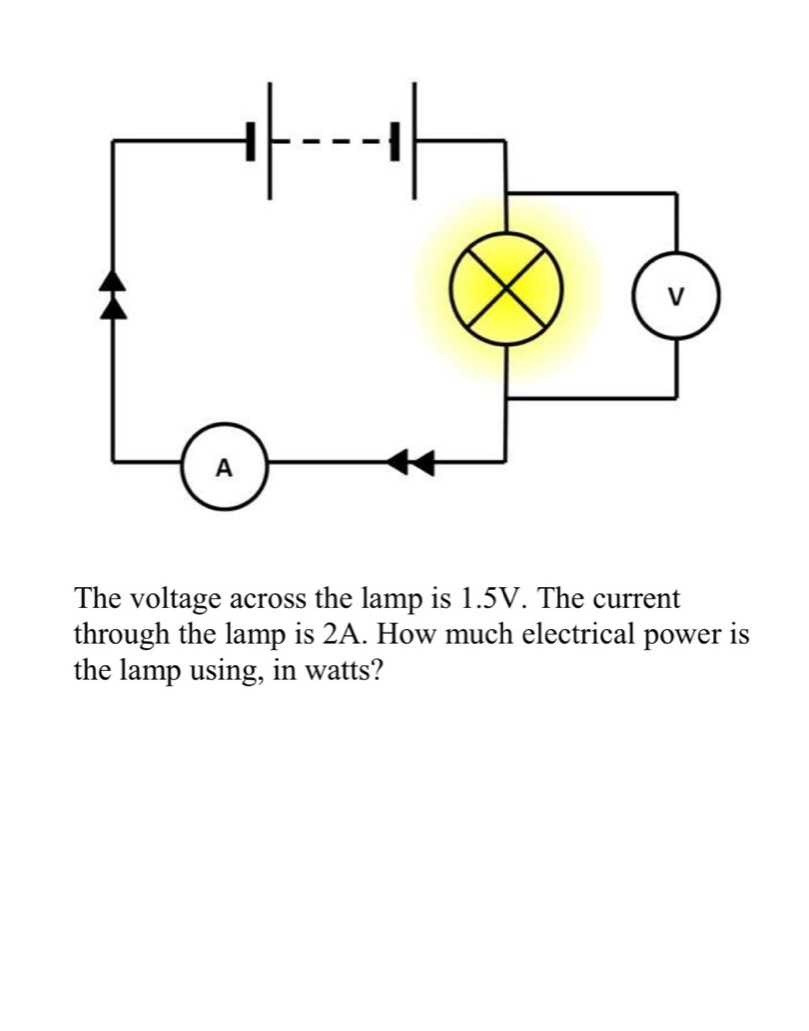 V
A
The voltage across the lamp is 1.5V. The current
through the lamp is 2A. How much electrical power is
the lamp using, in watts?